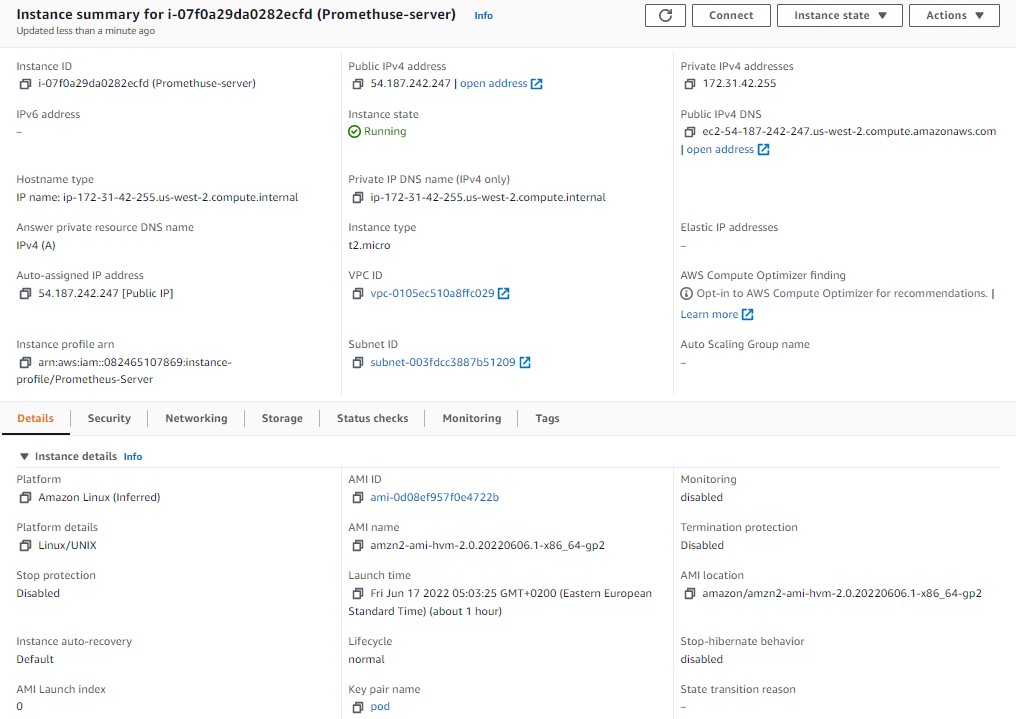 Instance summary for i-07f0a29da0282ecfd (Promethuse-server) Info
Updated less than a minute ago
Connect
Instance state ▼
Actions ▼
Instance ID
i-07f0a29da0282ecfd (Promethuse-server)
Public IPv4 address
54.187.242.247 | open address
Private IPv4 addresses
172.31.42.255
IPv6 address
–
Instance state
Running
Public IPv4 DNS
ec2-54-187-242-247.us-west-2.compute.amazonaws.com
| open address
Hostname type
IP name: ip-172-31-42-255.us-west-2.compute.internal
Private IP DNS name (IPv4 only)
ip-172-31-42-255.us-west-2.compute.internal
Answer private resource DNS name
IPv4 (A)
Instance type
t2.micro
Elastic IP addresses
–
Auto-assigned IP address
54.187.242.247 [Public IP]
VPC ID
vpc-0105ec510a8ffc029
AWS Compute Optimizer finding
Opt-in to AWS Compute Optimizer for recommendations. |
Learn more
Instance profile arn
arn:aws:iam::082465107869:instance-
profile/Prometheus-Server
Subnet ID
subnet-003fdcc3887b51209
Auto Scaling Group name
–
Details
Security
Networking
Storage
Status checks
Monitoring
Tags
▼ Instance details Info
Platform
Amazon Linux (Inferred)
AMI ID
ami-0d08ef957f0e4722b
Monitoring
disabled
Platform details
Linux/UNIX
AMI name
amzn2-ami-hvm-2.0.20220606.1-x86_64-gp2
Termination protection
Disabled
Stop protection
Disabled
Launch time
Fri Jun 17 2022 05:03:25 GMT+0200 (Eastern European
Standard Time) (about 1 hour)
AMI location
amazon/amzn2-ami-hvm-2.0.20220606.1-x86_64-gp2
Instance auto-recovery
Default
Lifecycle
normal
Stop-hibernate behavior
disabled
AMI Launch index
0
Key pair name
pod
State transition reason
–